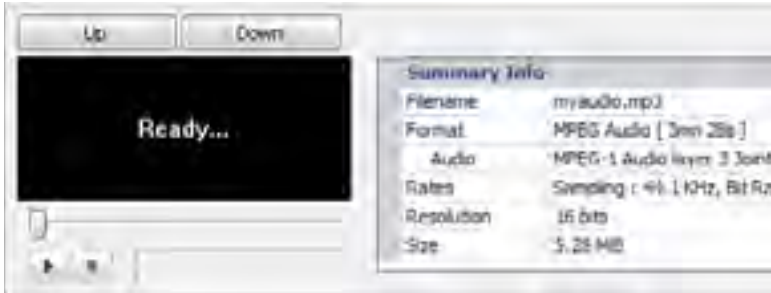 Up
Down
Ready...
Summary Info
Filename myaudio.mp3
Format MPEG Audio [ 3mn 28s ]
Audio MPEG-1 Audio layer 3 Joint
Rates Sampling : 44.1 KHz, Bit Ra
Resolution 16 bits
Size 5.28 MiB